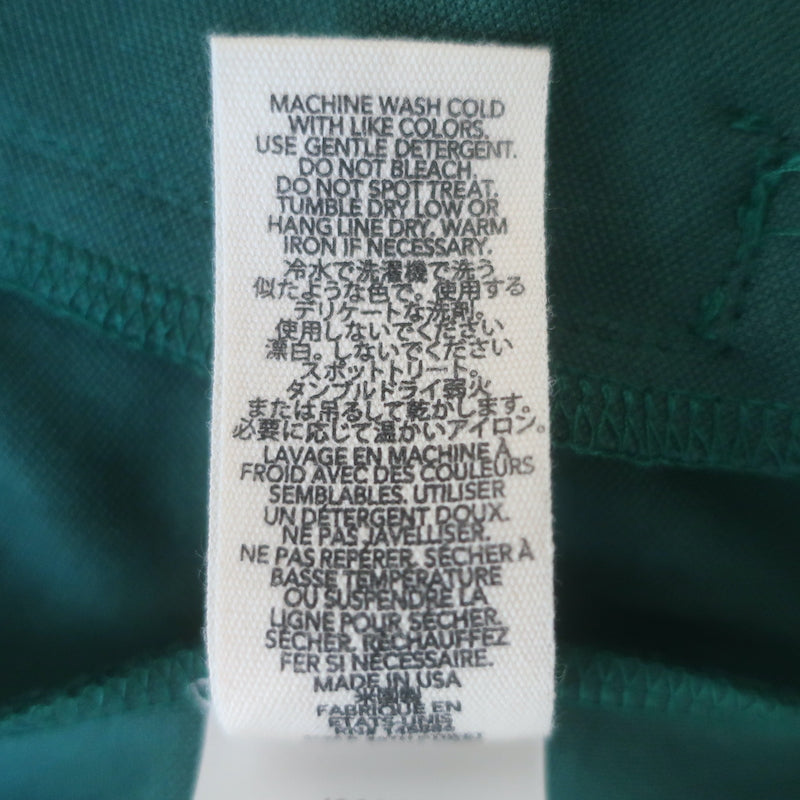 MACHINE WASH COLD
WITH LIKE COLORS.
USE GENTLE DETERGENT.
DO NOT BLEACH.
DO NOT SPOT TREAT.
TUMBLE DRY LOW OR
HANG LINE DRY. WARM
IRON IF NECESSARY.
冷水で洗濯機で洗う
似たような色で。使用する
デリケートな洗剤。
使用しないでください
漂白。しないでください
スポットトリート。
タンブルドライ弱火
または吊るして乾かします。
必要に応じて温かいアイロン。
LAVAGE EN MACHINE À
FROID AVEC DES COULEURS
SEMBLABLES. UTILISER
UN DÉTERGENT DOUX.
NE PAS JAVELLISER.
NE PAS REPÉRER. SÉCHER À
BASSE TEMPÉRATURE
OU SUSPENDRE LA
LIGNE POUR SÉCHER.
SÉCHER, RÉCHAUFFEZ
FER SI NÉCESSAIRE.
MADE IN USA
米国製
FABRIQUÉ EN
ÉTATS-UNIS